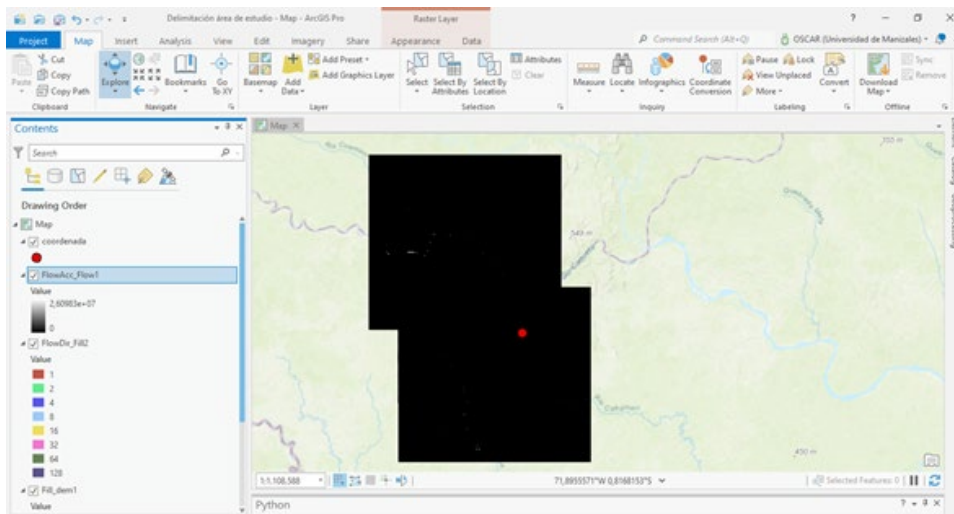 Delimitación área de estudio - Map - ArcGIS Pro
Raster Layer
? – X
Project Map Insert Analysis View Edit Imagery Share Appearance Data
Command Search (Alt+Q)
OSCAR (Universidad de Manizales)
Paste
Cut
Copy
Copy Path
Clipboard
Explore
Bookmarks
Go To XY
Navigate
Basemap
Add Data
Add Preset
Add Graphics Layer
Layer
Select
Select By Attributes
Select By Location
Attributes
Clear
Selection
Measure
Locate
Infographics
Coordinate Conversion
Inquiry
Pause
Lock
View Unplaced
More
Convert
Labeling
Download Map
Sync
Remove
Offline
Contents
Search
Drawing Order
Map
coordenada
FlowAcc_Flow1
Value
2,60983e+07
0
FlowDir_Fill2
Value
1
2
4
8
16
32
64
128
Fill_dem1
Value
Map
543 m
450 m
1:1.108.588
71,8955571°W 0,8168153°S
Selected Features: 0
Python